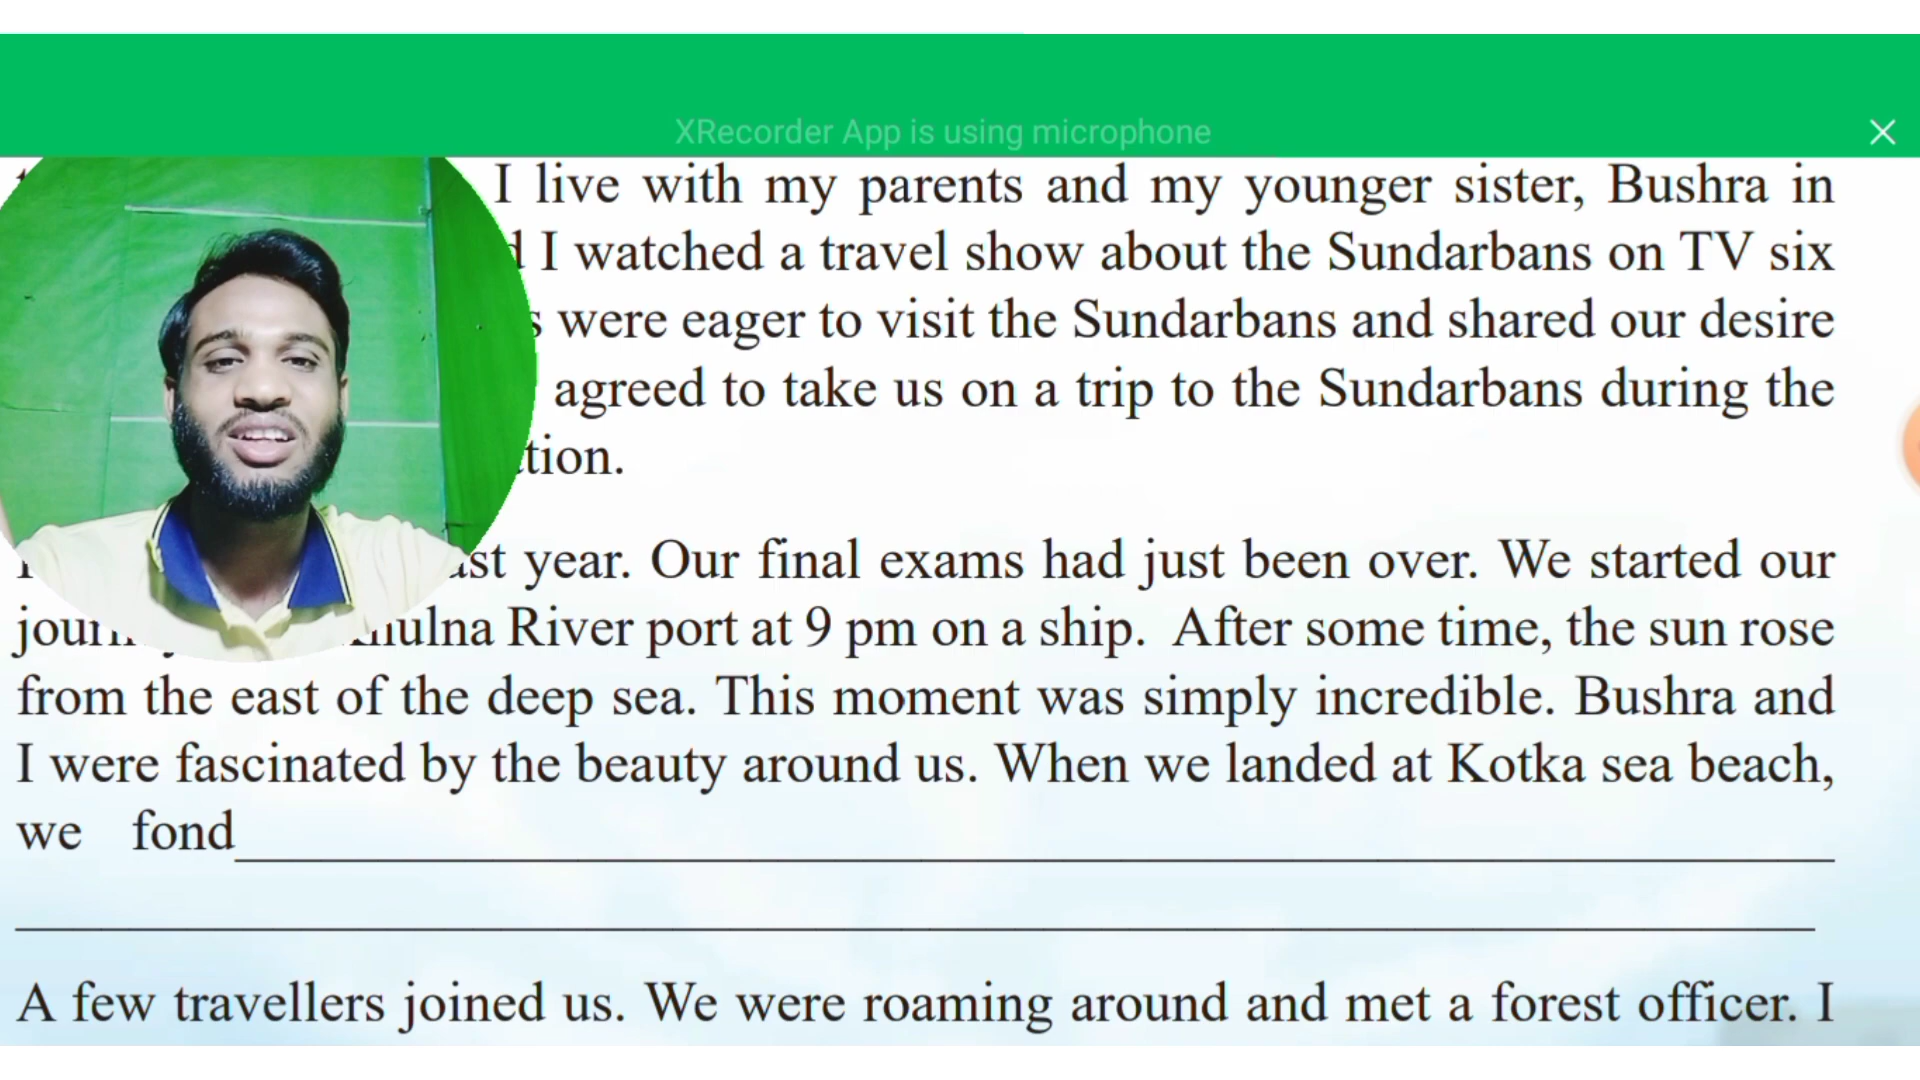 XRecorder App is using microphone
I live with my parents and my younger sister, Bushra in
I watched a travel show about the Sundarbans on TV six
were eager to visit the Sundarbans and shared our desire
agreed to take us on a trip to the Sundarbans during the
year. Our final exams had just been over. We started our
River port at 9 pm on a ship. After some time, the sun rose
from the east of the deep sea. This moment was simply incredible. Bushra and
I were fascinated by the beauty around us. When we landed at Kotka sea beach,
we fond
A few travellers joined us. We were roaming around and met a forest officer. I